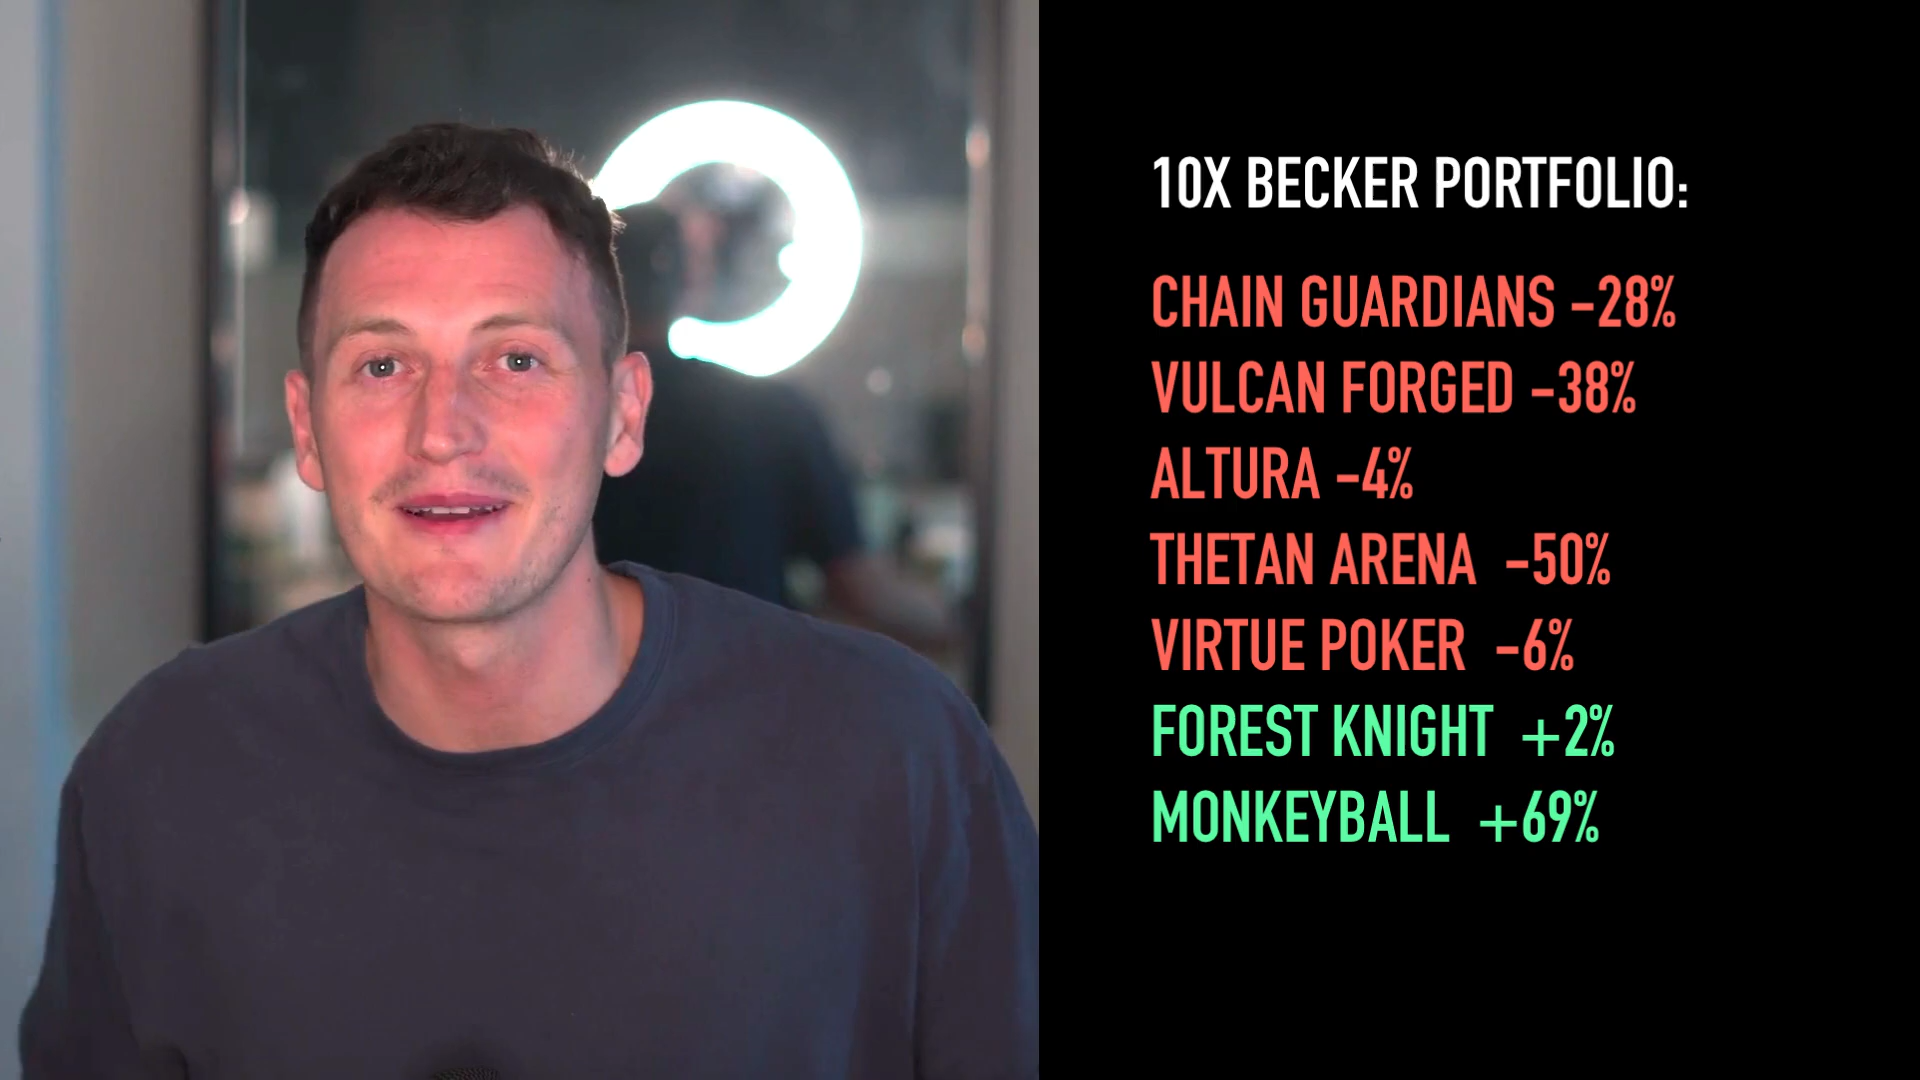 10X BECKER PORTFOLIO:
CHAIN GUARDIANS -28%
VULCAN FORGED -38%
ALTURA -4%
THETAN ARENA -50%
VIRTUE POKER -6%
FOREST KNIGHT +2%
MONKEYBALL +69%